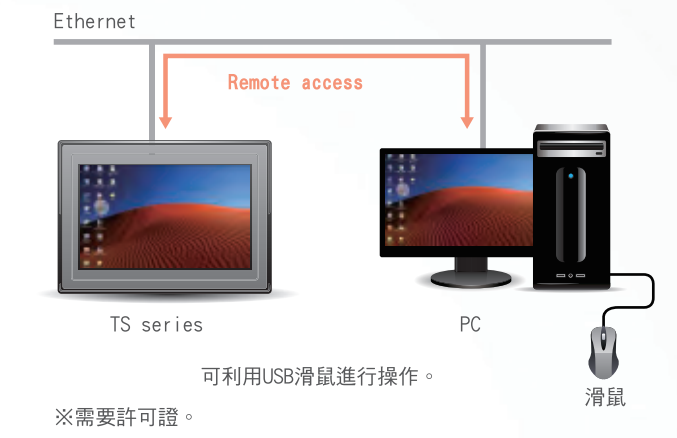 Ethernet
Remote access
TS series
PC
滑鼠
可利用USB滑鼠進行操作。
※需要許可證。